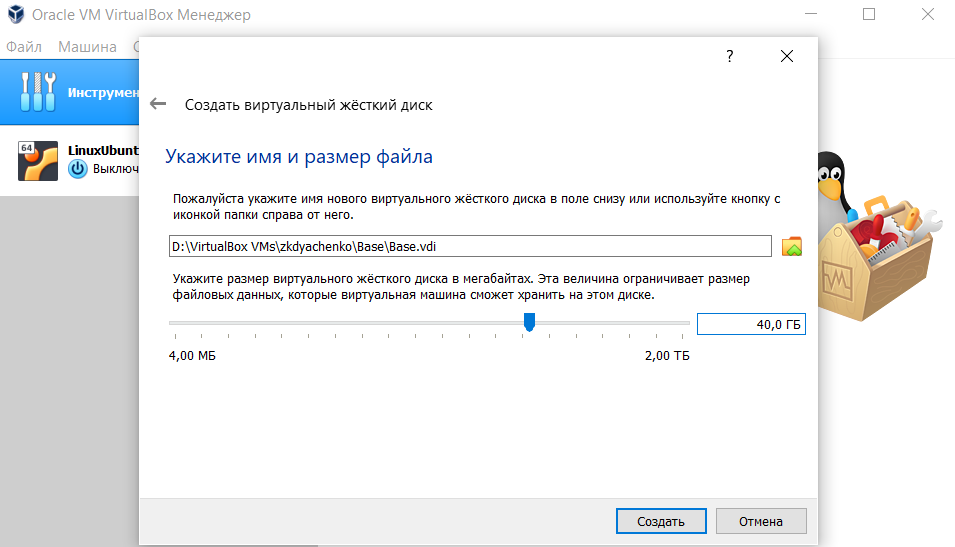 Oracle VM VirtualBox Менеджер
Файл Машина
?
Инструмен
Создать виртуальный жёсткий диск
64
LinuxUbunt
Выключ
Укажите имя и размер файла
Пожалуйста укажите имя нового виртуального жёсткого диска в поле снизу или используйте кнопку с
иконкой папки справа от него.
D:\VirtualBox VMs\zkdyachenko\Base\Base.vdi
Укажите размер виртуального жёсткого диска в мегабайтах. Эта величина ограничивает размер
файловых данных, которые виртуальная машина сможет хранить на этом диске.
40,0 ГБ
4,00 МБ 2,00 ТБ
Создать Отмена